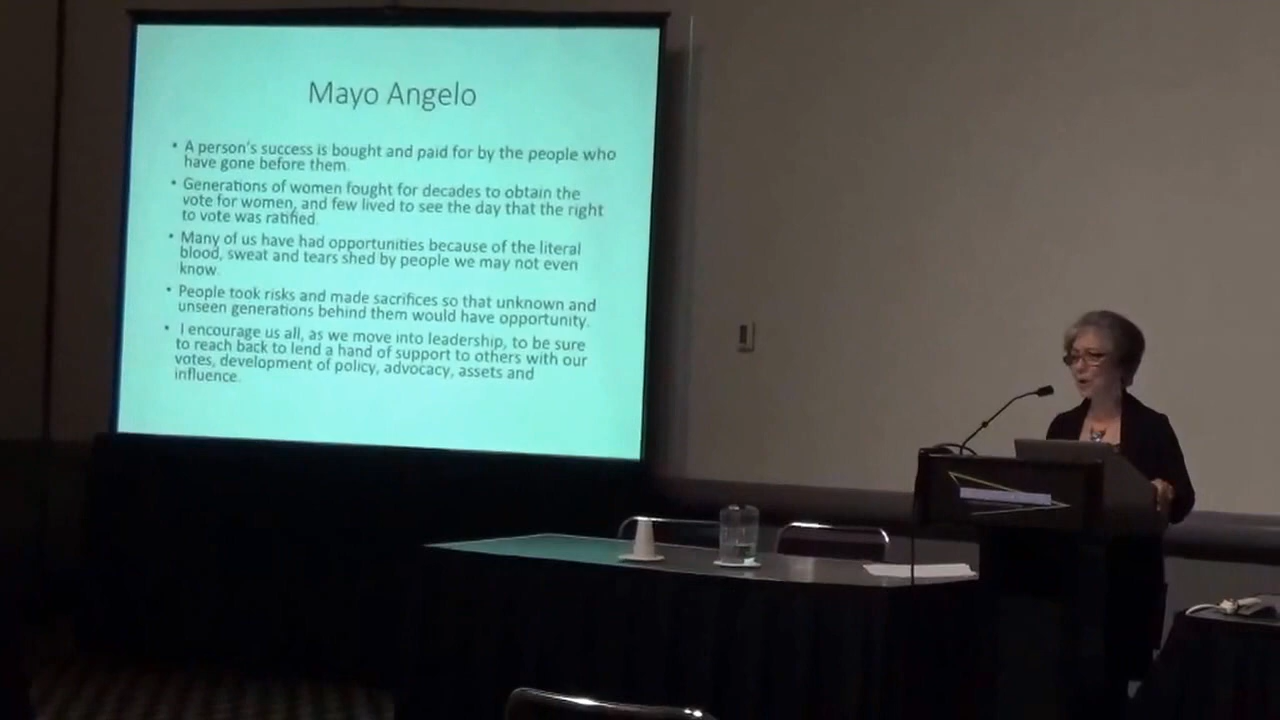 Mayo Angelo
• A person's success is bought and paid for by the people who
have gone before them.
• Generations of women fought for decades to obtain the
vote for women, and few lived to see the day that the right
to vote was ratified.
• Many of us have had opportunities because of the literal
blood, sweat and tears shed by people we may not even
know.
• People took risks and made sacrifices so that unknown and
unseen generations behind them would have opportunity.
• I encourage us all, as we move into leadership, to be sure
to reach back to lend a hand of support to others with our
votes, development of policy, advocacy, assets and
influence.